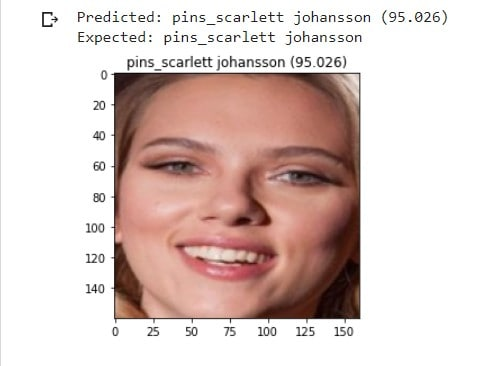 Predicted: pins_scarlett johansson (95.026)
Expected: pins_scarlett johansson
pins_scarlett johansson (95.026)
0
20
40
60
80
100
120
140
0 25 50 75 100 125 150